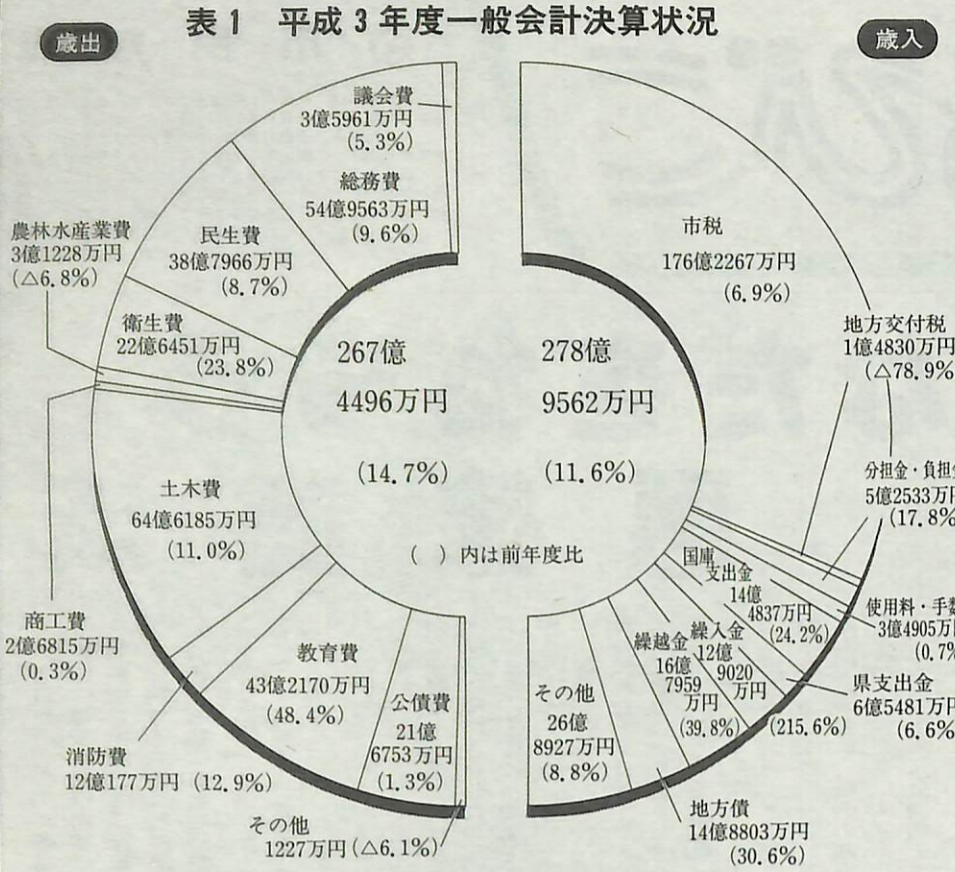 表1 平成3年度一般会計決算状況
歳出
歳入
議会費
3億5961万円
(5.3%)
総務費
54億9563万円
(9.6%)
民生費
38億7966万円
(8.7%)
農林水産業費
3億1228万円
(△6.8%)
衛生費
22億6451万円
(23.8%)
土木費
64億6185万円
(11.0%)
商工費
2億6815万円
(0.3%)
消防費
12億177万円 (12.9%)
教育費
43億2170万円
(48.4%)
公債費
21億
6753万円
(1.3%)
その他
1227万円(△6.1%)
267億
4496万円
(14.7%)
278億
9562万円
(11.6%)
( )内は前年度比
市税
176億2267万円
(6.9%)
地方交付税
1億4830万円
(△78.9%
分担金・負担金
5億2533万円
(17.8%
使用料・手数
3億4905万円
(0.7%
国庫
支出金
14億
4837万円
(24.2%)
県支出金
6億5481万円
(6.6%
繰入金
12億
9020
万円
(215.6%)
繰越金
16億
7959
万円
(39.8%)
地方債
14億8803万円
(30.6%)
その他
26億
8927万円
(8.8%)